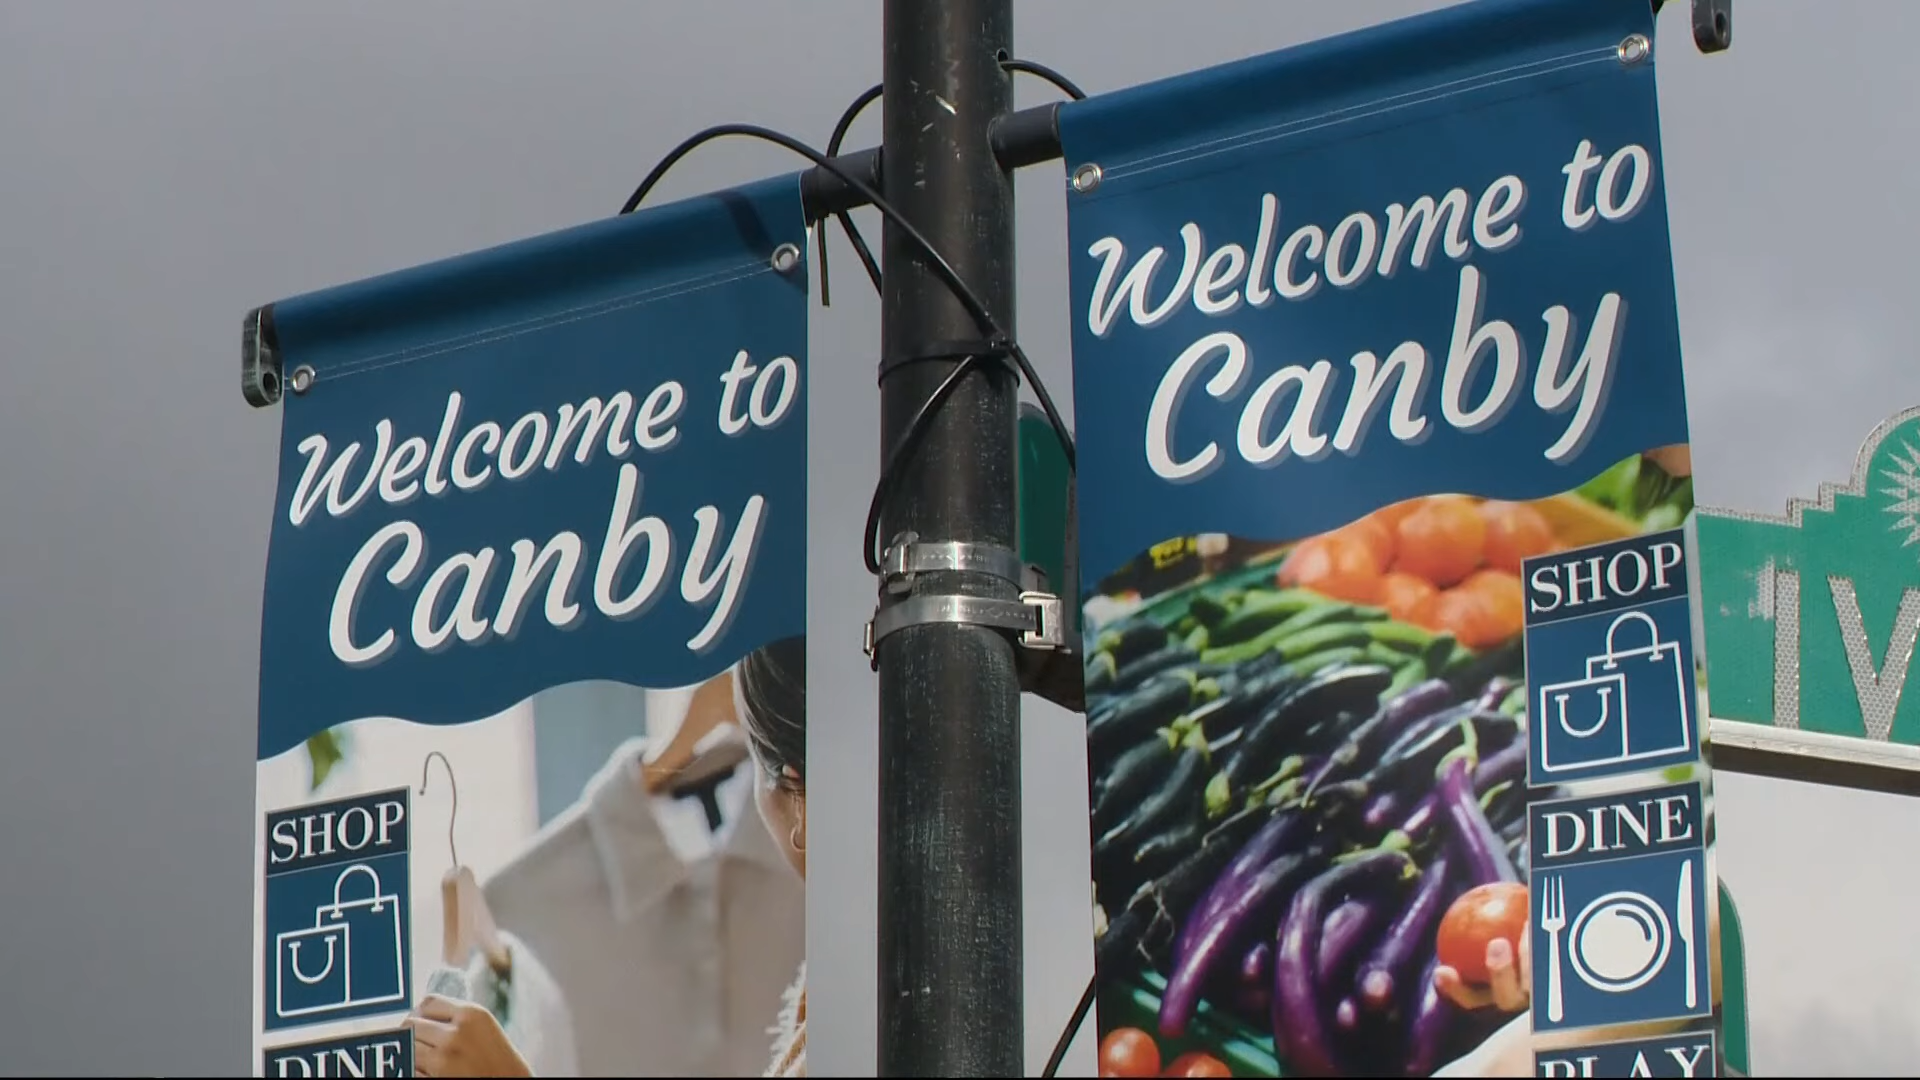 Welcome to
Canby
SHOP
DINE
Welcome to
Canby
SHOP
DINE
PLAY